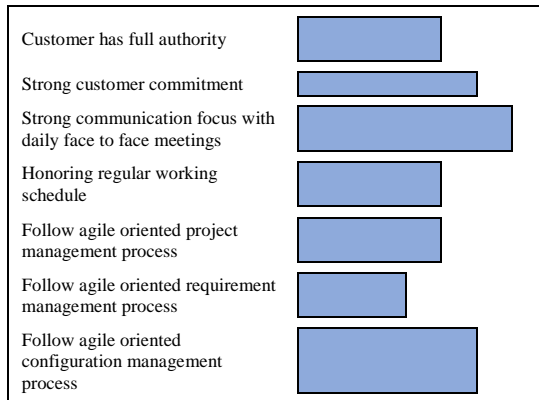 Customer has full authority
Strong customer commitment
Strong communication focus with
daily face to face meetings
Honoring regular working
schedule
Follow agile oriented project
management process
Follow agile oriented requirement
management process
Follow agile oriented
configuration management
process